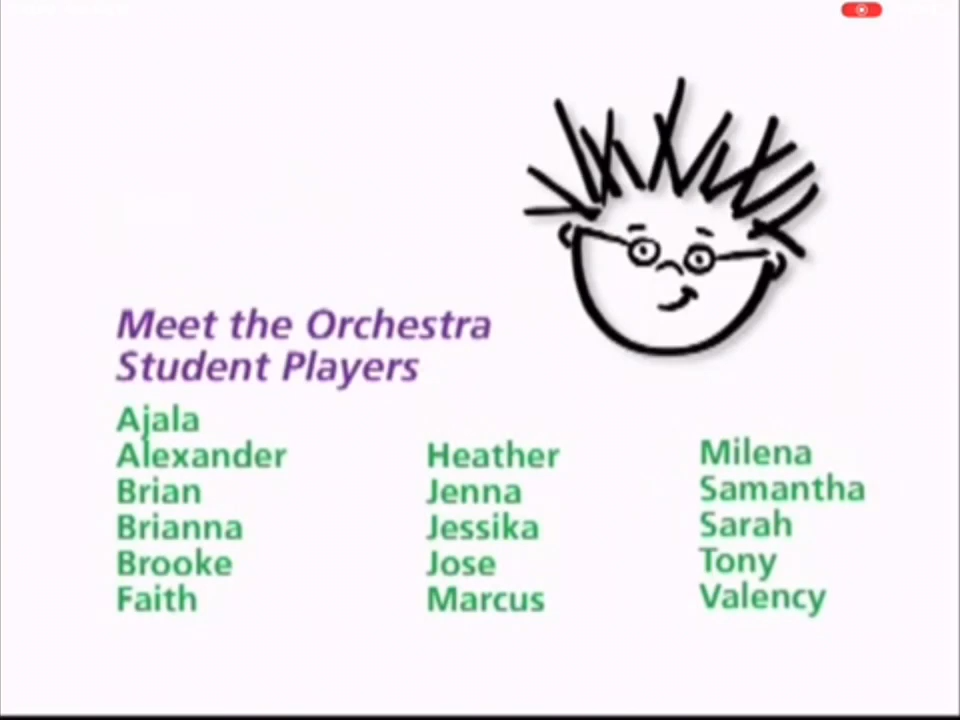 Meet the Orchestra
Student Players
Ajala
Alexander
Brian
Brianna
Brooke
Faith
Heather
Jenna
Jessika
Jose
Marcus
Milena
Samantha
Sarah
Tony
Valency